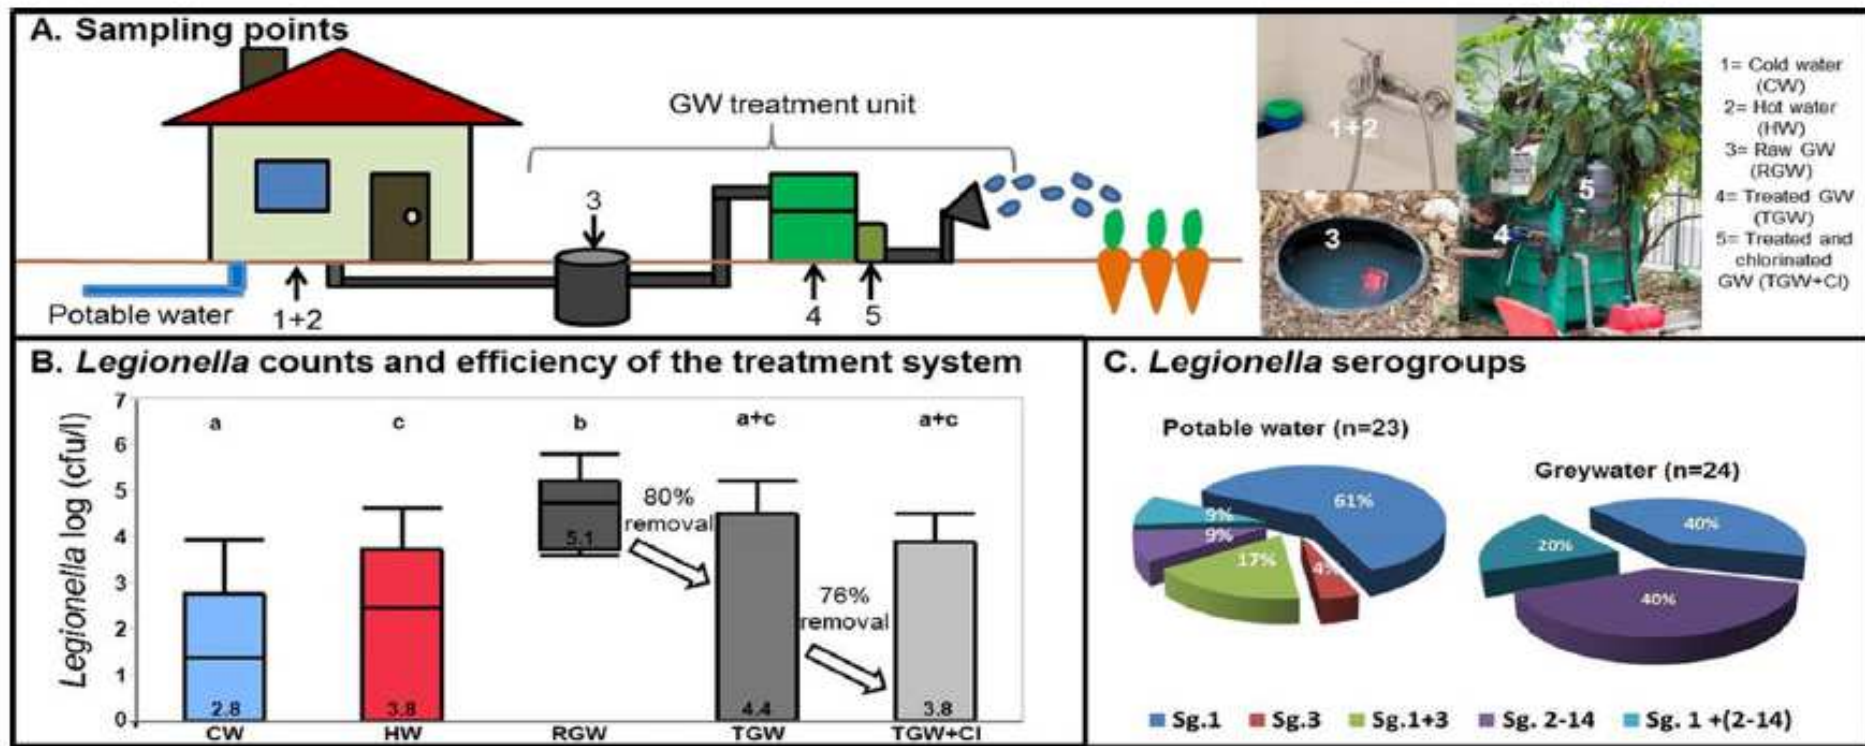 A. Sampling points
GW treatment unit
3
Potable water
1+2
4
5
1+2
3
4
5
1= Cold water
(CW)
2= Hot water
(HW)
3= Raw GW
(RGW)
4= Treated GW
(TGW)
5= Treated and
chlorinated
GW (TGW+Cl)
B. Legionella counts and efficiency of the treatment system
Legionella log (cfu/l)
7
6
5
4
3
2
1
0
a
c
b
a+c
a+c
80%
removal
76%
removal
2.8
3.8
5.1
4.4
3.8
CW
HW
RGW
TGW
TGW+Cl
C. Legionella serogroups
Potable water (n=23)
61%
9%
9%
17%
4%
Greywater (n=24)
40%
20%
40%
Sg.1
Sg.3
Sg.1+3
Sg. 2-14
Sg. 1 +(2-14)